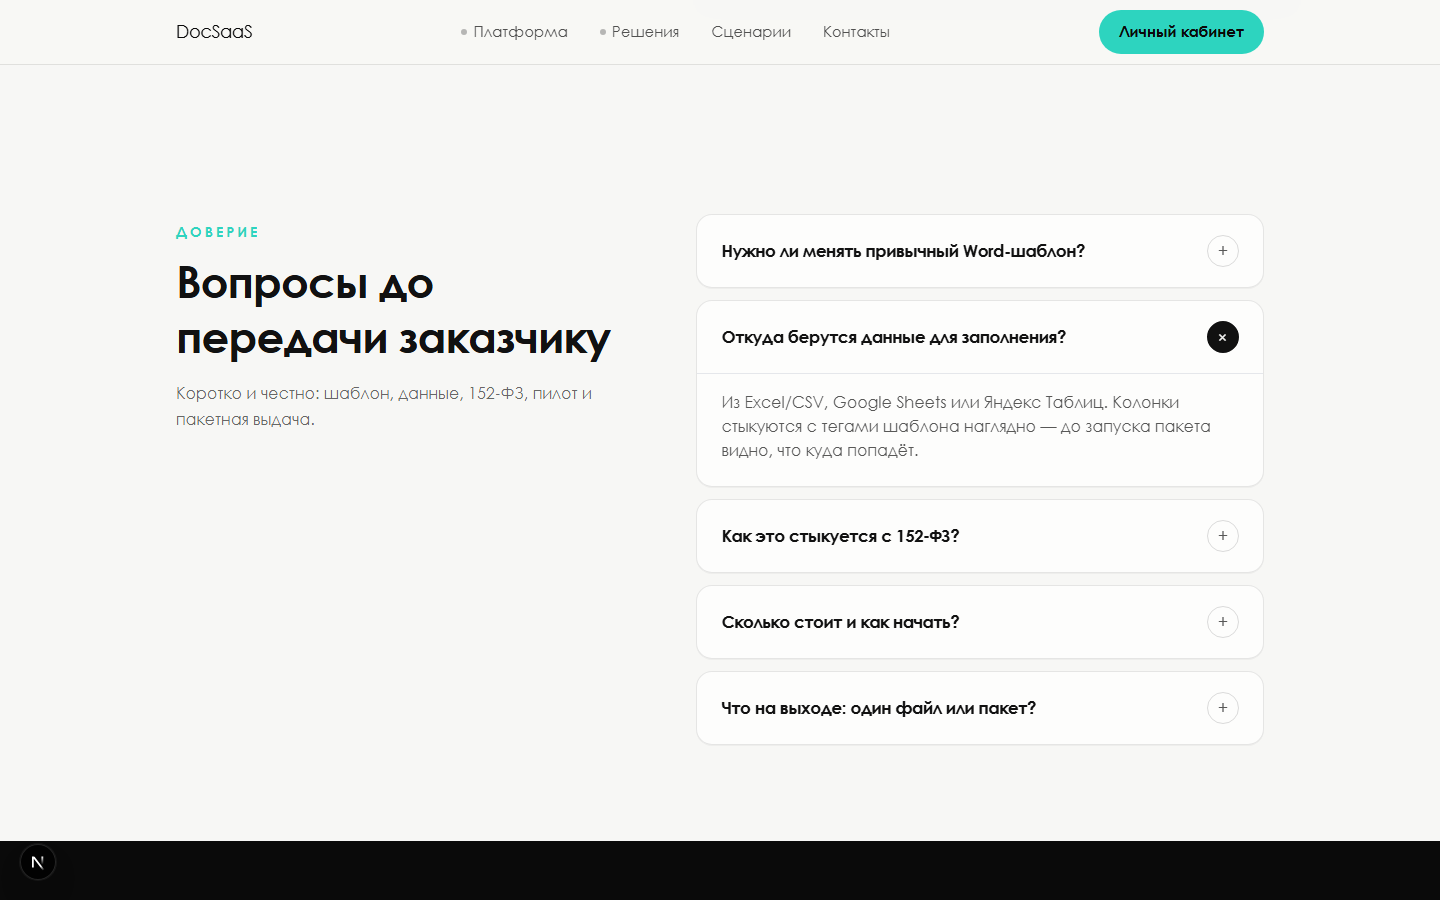 DocSaaS
Платформа
Решения
Сценарии
Контакты
Личный кабинет
ДОВЕРИЕ
Вопросы до
передачи заказчику
Коротко и честно: шаблон, данные, 152-ФЗ, пилот и
пакетная выдача.
Нужно ли менять привычный Word-шаблон?
+
Откуда берутся данные для заполнения?
×
Из Excel/CSV, Google Sheets или Яндекс Таблиц. Колонки
стыкуются с тегами шаблона наглядно — до запуска пакета
видно, что куда попадёт.
Как это стыкуется с 152-ФЗ?
+
Сколько стоит и как начать?
+
Что на выходе: один файл или пакет?
+
N